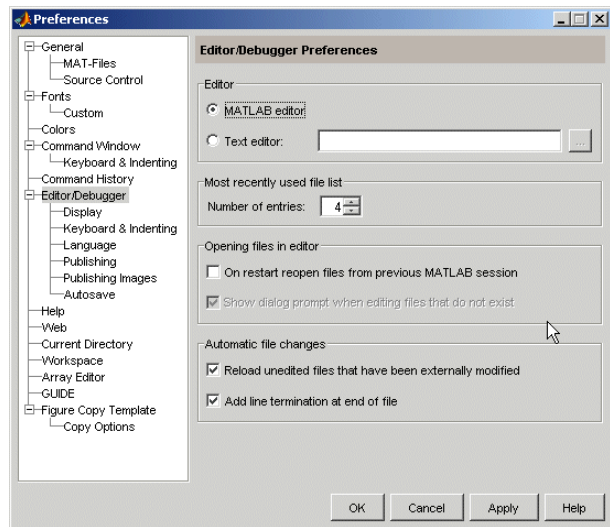 Preferences
General
MAT-Files
Source Control
Fonts
Custom
Colors
Command Window
Keyboard & Indenting
Command History
Editor/Debugger
Display
Keyboard & Indenting
Language
Publishing
Publishing Images
Autosave
Help
Web
Current Directory
Workspace
Array Editor
GUIDE
Figure Copy Template
Copy Options
Editor/Debugger Preferences
Editor
MATLAB editor
Text editor:
...
Most recently used file list
Number of entries: 4
Opening files in editor
On restart reopen files from previous MATLAB session
Show dialog prompt when editing files that do not exist
Automatic file changes
Reload unedited files that have been externally modified
Add line termination at end of file
OK Cancel Apply Help